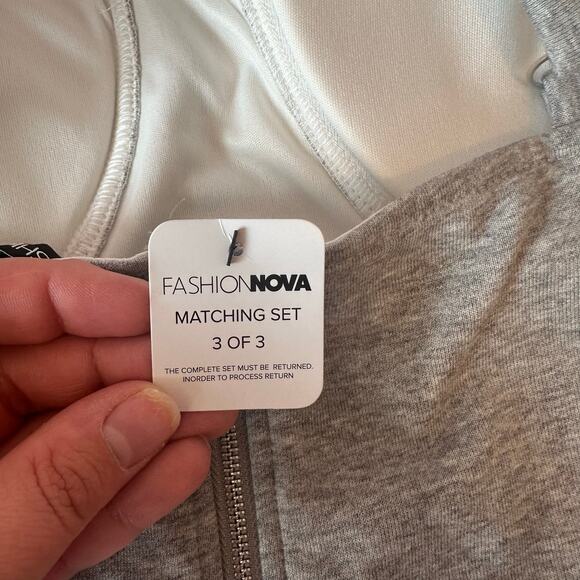 FASHIONNOVA
MATCHING SET
3 OF 3
THE COMPLETE SET MUST BE RETURNED.
INORDER TO PROCESS RETURN